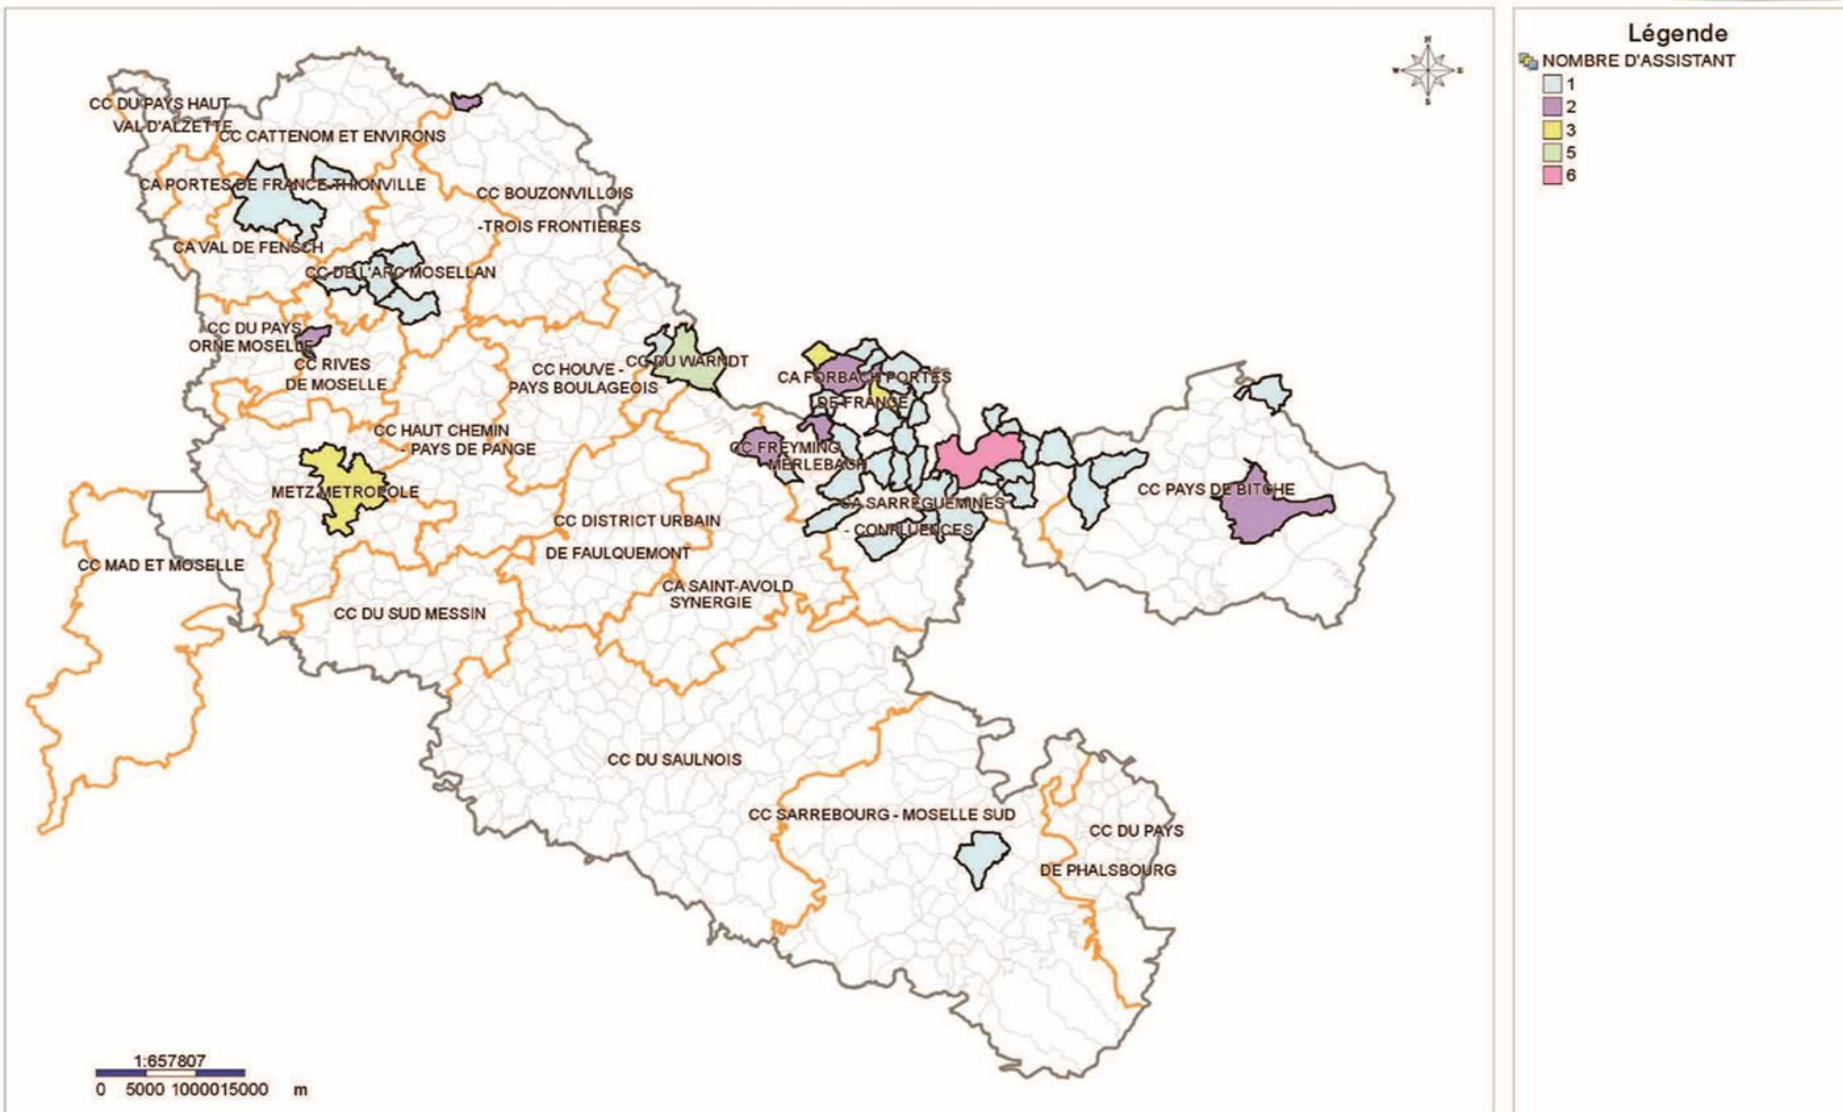 Légende
NOMBRE D'ASSISTANT
1
2
3
5
6
N
W E
S
CC DU PAYS HAUT
VAL D'ALZETTE
CC CATTENOM ET ENVIRONS
CA PORTES DE FRANCE-THIONVILLE
CC BOUZONVILLOIS
-TROIS FRONTIERES
CA VAL DE FENSCH
CC DE L'ARC MOSELLAN
CC DU PAYS
ORNE MOSELLE
CC RIVES
DE MOSELLE
CC HOUVE -
PAYS BOULAGEOIS
CC DU WARNDT
CA FORBACH PORTES
DE FRANCE
CC HAUT CHEMIN
- PAYS DE PANGE
CC FREYMING
MERLEBACH
METZ METROPOLE
CC PAYS DE BITCHE
CA SARREGUEMINES
- CONFLUENCES
CC DISTRICT URBAIN
DE FAULQUEMONT
CC MAD ET MOSELLE
CA SAINT-AVOLD
SYNERGIE
CC DU SUD MESSIN
CC DU SAULNOIS
CC SARREBOURG - MOSELLE SUD
CC DU PAYS
DE PHALSBOURG
1:657807
0 5000 10000 15000 m